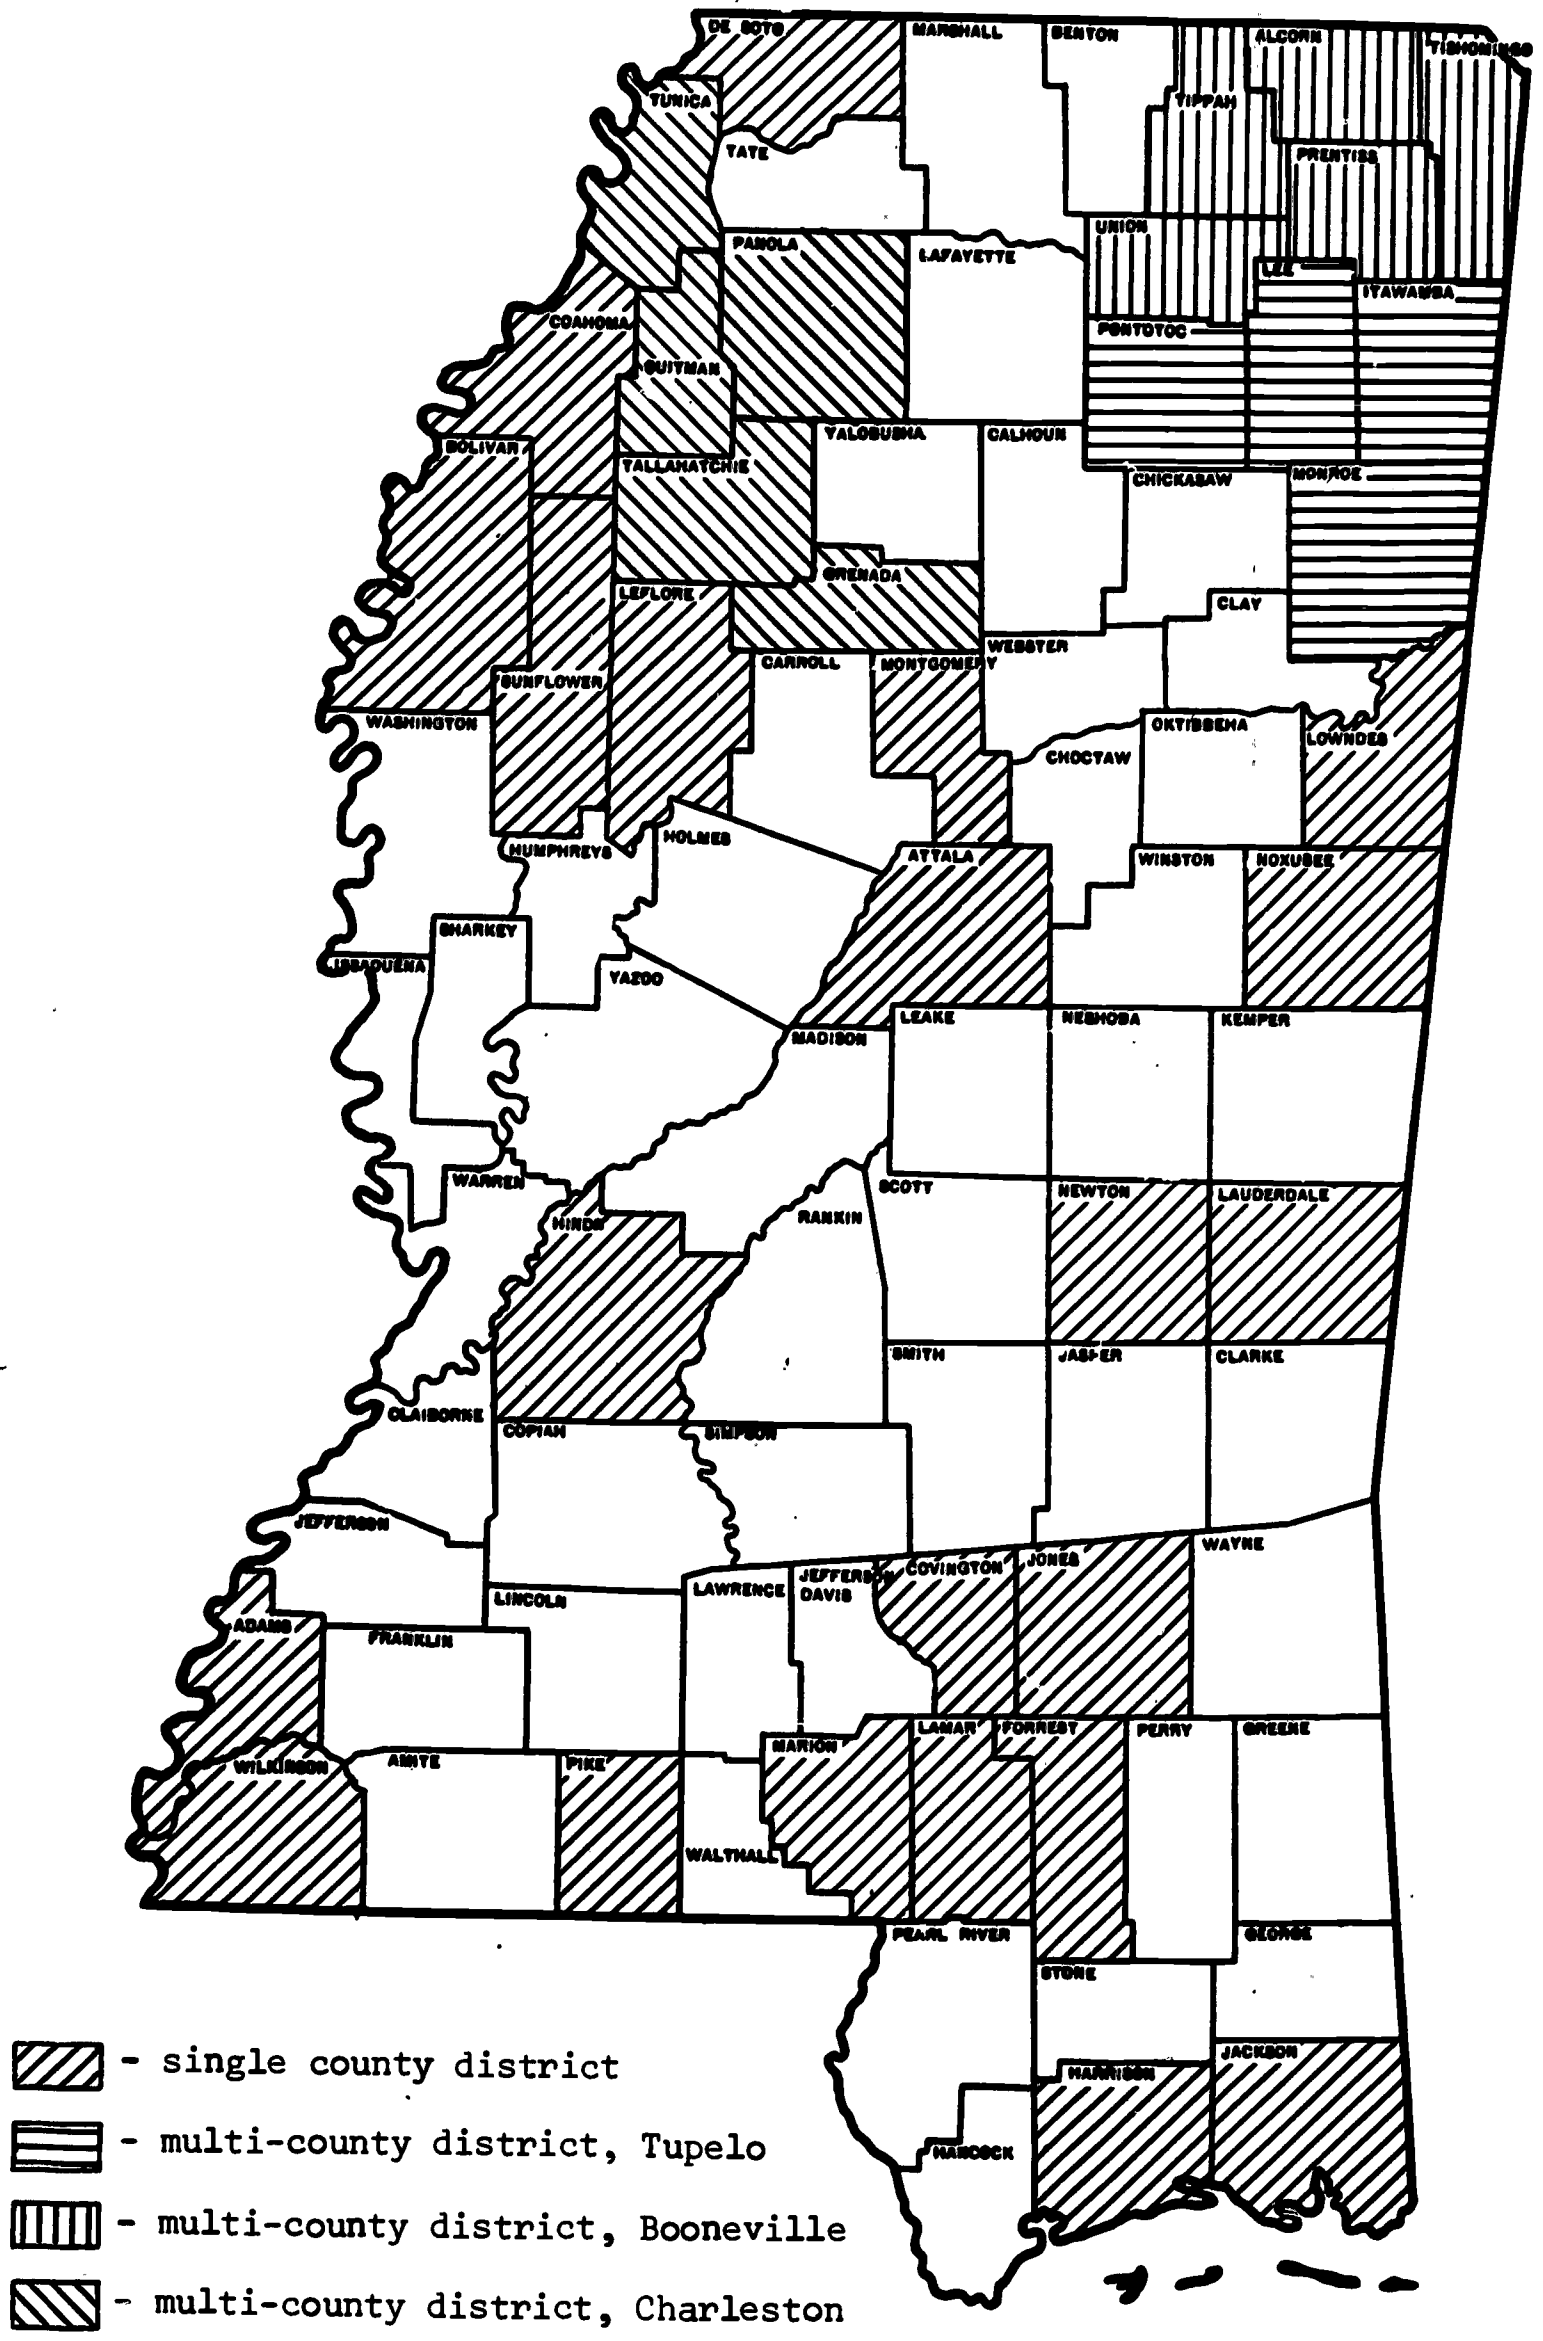 DE SOTO
MARSHALL
BENTON
ALCORN
TISHOMINGO
TUNICA
TIPPAH
TATE
PRENTISS
UNION
PANOLA
LAFAYETTE
LEE
ITAWAMBA
COAHOMA
PONTOTOC
QUITMAN
BOLIVAR
YALOBUSHA
CALHOUN
TALLAHATCHIE
CHICKASAW
MONROE
GRENADA
LEFLORE
CLAY
WEBSTER
CARROLL
MONTGOMERY
SUNFLOWER
WASHINGTON
OKTIBBEHA
LOWNDES
CHOCTAW
HOLMES
HUMPHREYS
ATTALA
WINSTON
NOXUBEE
SHARKEY
ISSAQUENA
YAZOO
LEAKE
NESHOBA
KEMPER
MADISON
WARREN
SCOTT
NEWTON
LAUDERDALE
HINDS
RANKIN
SMITH
JASPER
CLARKE
CLAIBORNE
COPIAH
SIMPSON
JEFFERSON
WAYNE
COVINGTON
JONES
JEFFERSON
DAVIS
LAWRENCE
LINCOLN
ADAMS
FRANKLIN
LAMAR
FORREST
PERRY
GREENE
MARION
WILKINSON
AMITE
PIKE
WALTHALL
PEARL RIVER
GEORGE
STONE
JACKSON
HARRISON
HANCOCK
- single county district
- multi-county district, Tupelo
- multi-county district, Booneville
- multi-county district, Charleston